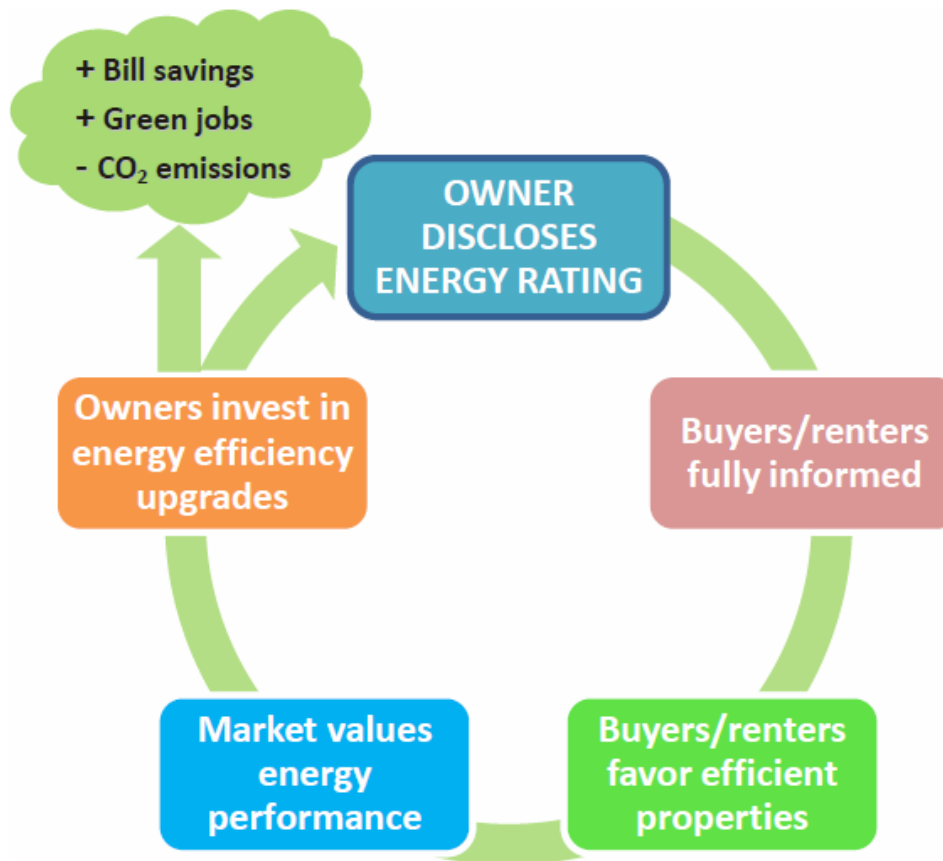 + Bill savings
+ Green jobs
- CO₂ emissions
OWNER
DISCLOSES
ENERGY RATING
Buyers/renters
fully informed
Buyers/renters
favor efficient
properties
Market values
energy
performance
Owners invest in
energy efficiency
upgrades